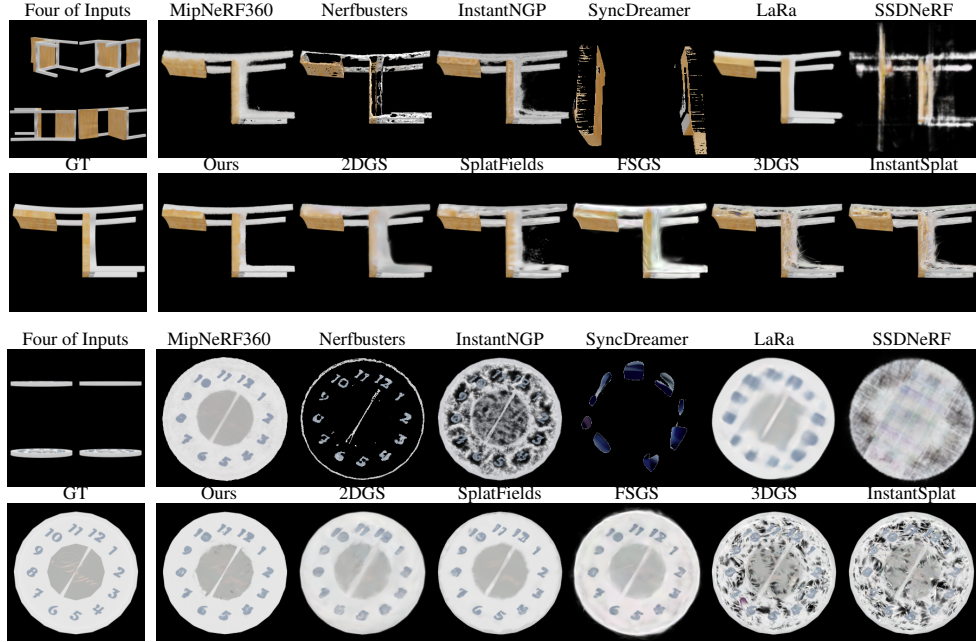 Four of Inputs MipNeRF360 Nerfbusters InstantNGP SyncDreamer LaRa SSDNeRF
GT Ours 2DGS SplatFields FSGS 3DGS InstantSplat
Four of Inputs MipNeRF360 Nerfbusters InstantNGP SyncDreamer LaRa SSDNeRF
GT Ours 2DGS SplatFields FSGS 3DGS InstantSplat